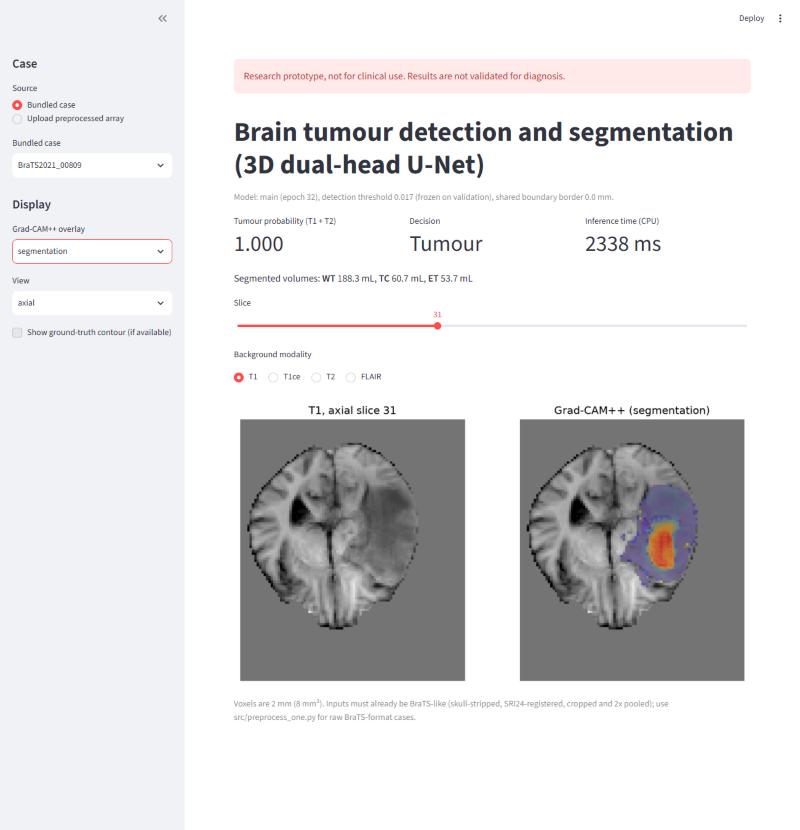 Deploy
Case
Source
Bundled case
Upload preprocessed array
Bundled case
BraTS2021_00809
Display
Grad-CAM++ overlay
segmentation
View
axial
Show ground-truth contour (if available)
Research prototype, not for clinical use. Results are not validated for diagnosis.
Brain tumour detection and segmentation
(3D dual-head U-Net)
Model: main (epoch 32), detection threshold 0.017 (frozen on validation), shared boundary border 0.0 mm.
Tumour probability (T1 + T2)
1.000
Decision
Tumour
Inference time (CPU)
2338 ms
Segmented volumes: WT 188.3 mL, TC 60.7 mL, ET 53.7 mL
Slice
31
Background modality
T1 T1ce T2 FLAIR
T1, axial slice 31
Grad-CAM++ (segmentation)
Voxels are 2 mm (8 mm³). Inputs must already be BraTS-like (skull-stripped, SRI24-registered, cropped and 2x pooled); use
src/preprocess_one.py for raw BraTS-format cases.